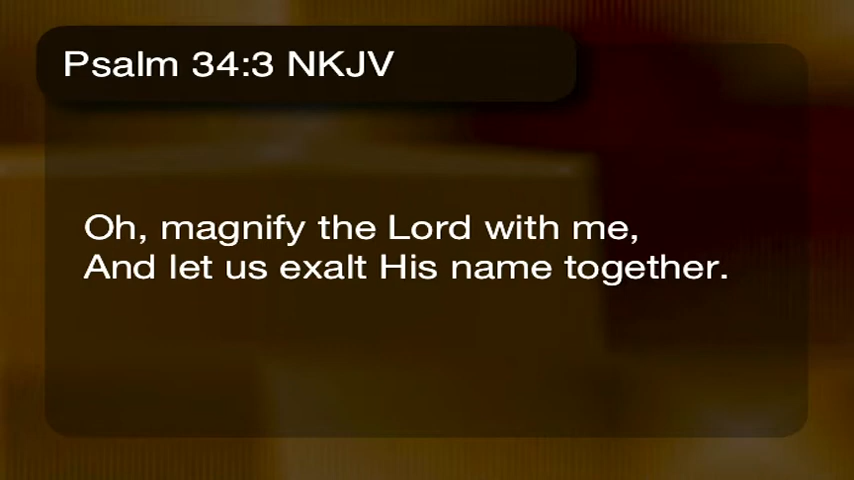 Psalm 34:3 NKJV
Oh, magnify the Lord with me,
And let us exalt His name together.